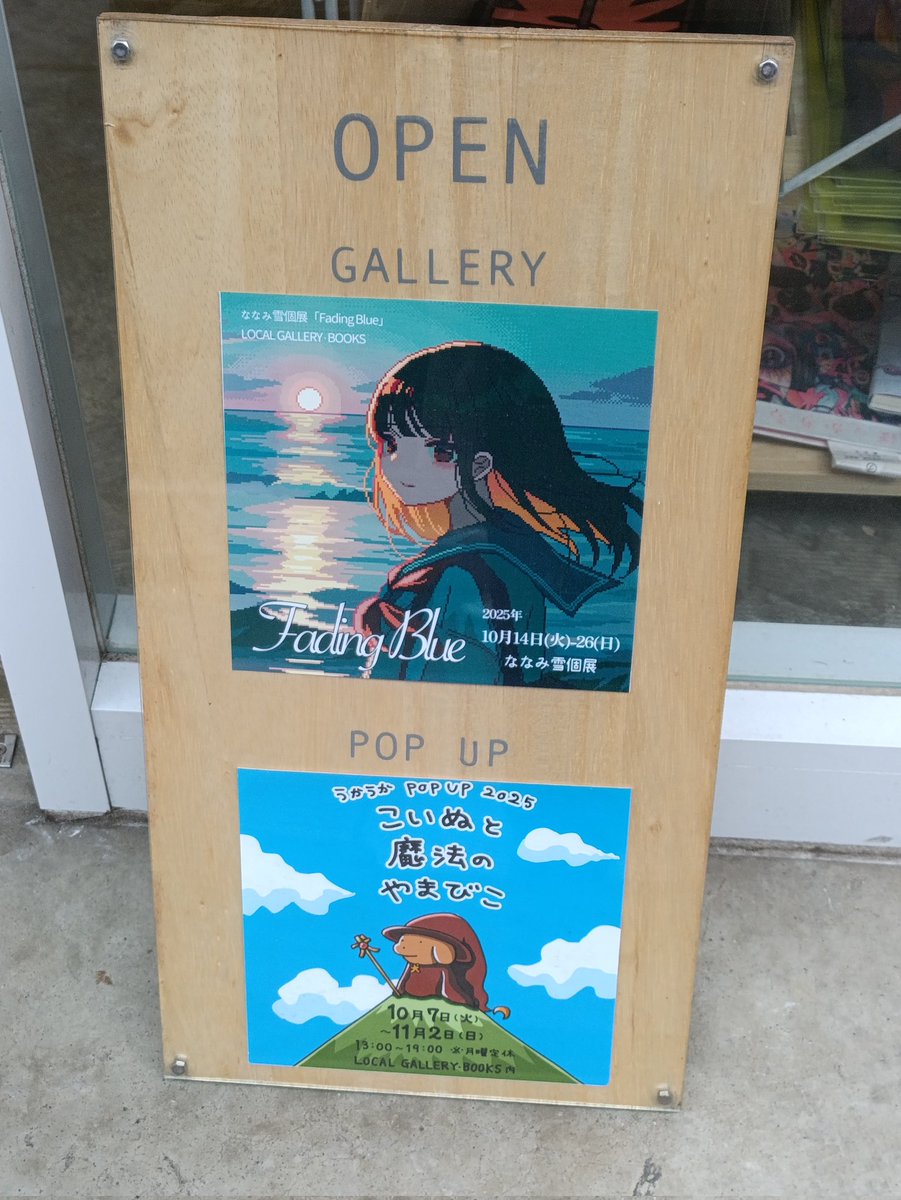 OPEN
GALLERY
ななみ雪個展「Fading Blue」
LOCAL GALLERY・BOOKS
Fading Blue
2025年
10月14日(火)-26(日)
ななみ雪個展
POP UP
うかうか POPUP 2025
こいぬと
魔法の
やまびこ
10月7日(火)
~11月2日(日)
13:00~19:00 ※月曜定休
LOCAL GALLERY・BOOKS内